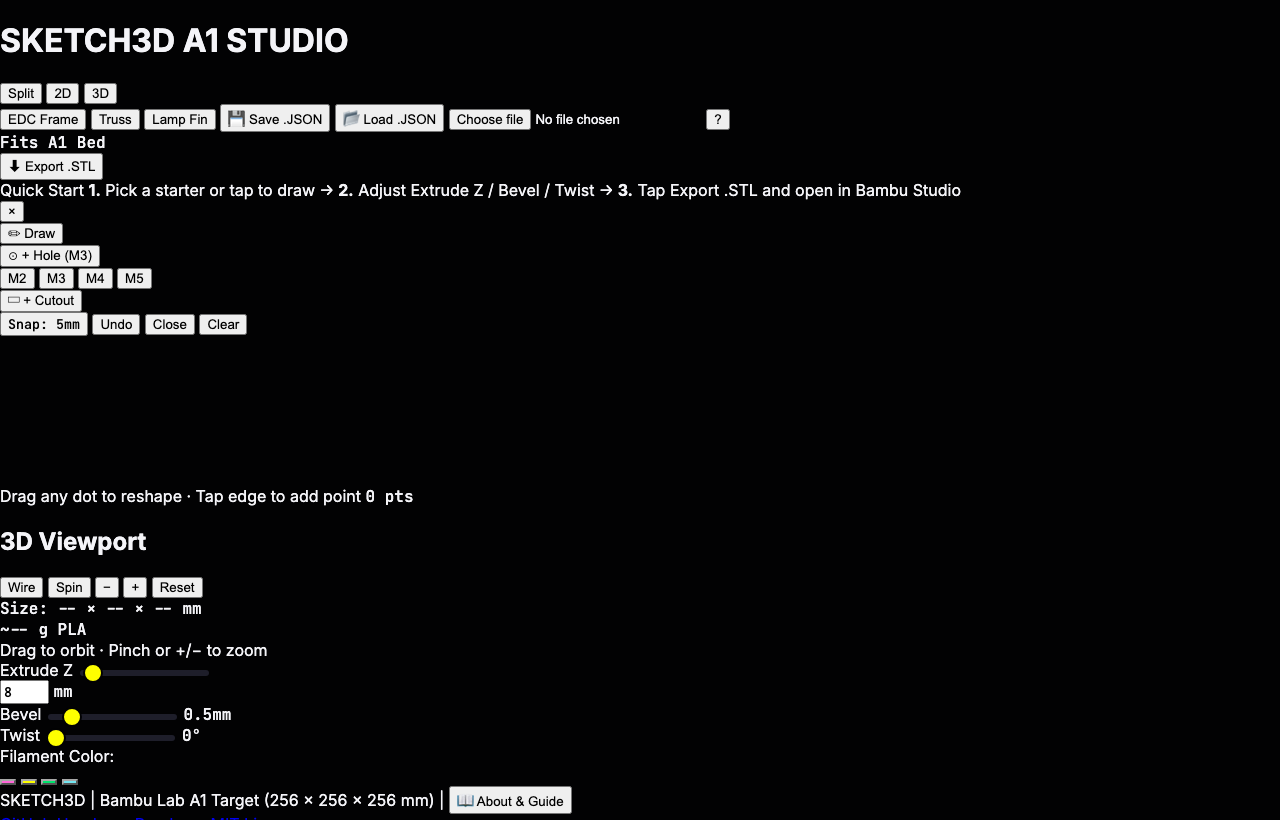 SKETCH3D A1 STUDIO
Split 2D 3D
EDC Frame Truss Lamp Fin 💾 Save .JSON 📂 Load .JSON Choose file No file chosen ?
Fits A1 Bed
⬇ Export .STL
Quick Start 1. Pick a starter or tap to draw → 2. Adjust Extrude Z / Bevel / Twist → 3. Tap Export .STL and open in Bambu Studio
×
✏ Draw
⊙ + Hole (M3)
M2 M3 M4 M5
▭ + Cutout
Snap: 5mm Undo Close Clear
Drag any dot to reshape · Tap edge to add point 0 pts
3D Viewport
Wire Spin − + Reset
Size: -- × -- × -- mm
~-- g PLA
Drag to orbit · Pinch or +/− to zoom
Extrude Z
8 mm
Bevel 0.5mm
Twist 0°
Filament Color:
SKETCH3D | Bambu Lab A1 Target (256 × 256 × 256 mm) | 📖 About & Guide